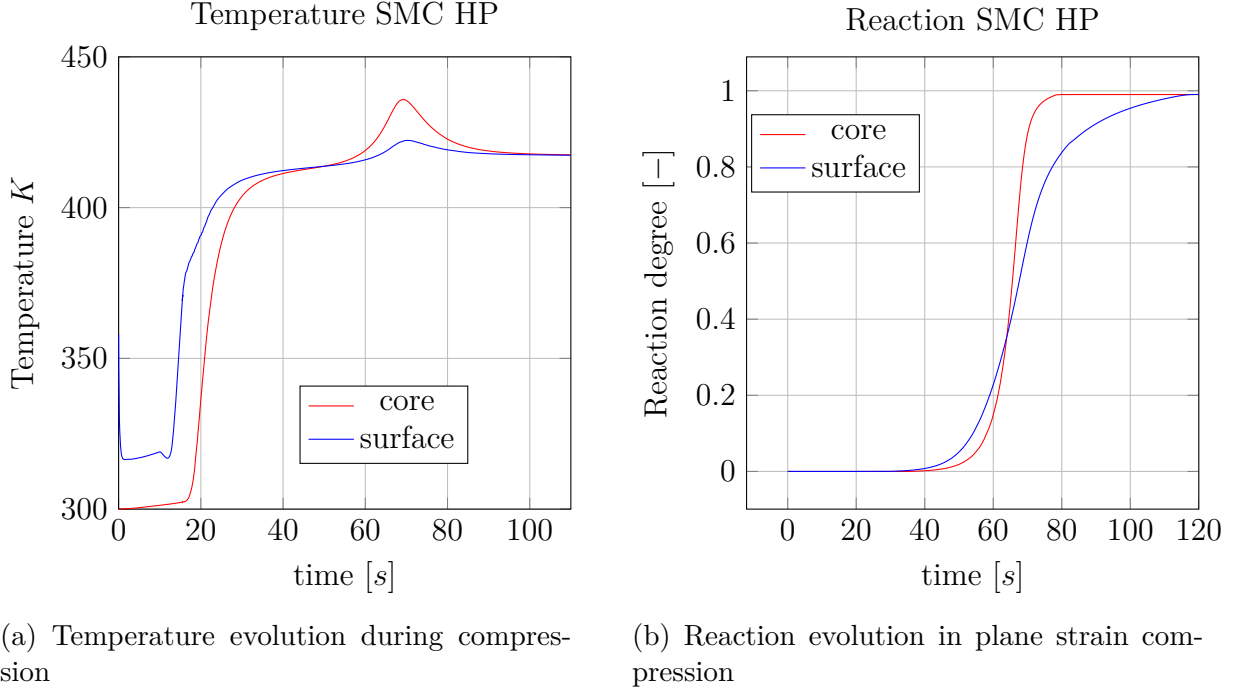 Temperature SMC HP
450
400
350
300
0
20
40
60
80
100
Temperature K
time [s]
core
surface
(a) Temperature evolution during compres-
sion
Reaction SMC HP
1
0.8
0.6
0.4
0.2
0
0
20
40
60
80
100
120
Reaction degree [−]
time [s]
core
surface
(b) Reaction evolution in plane strain com-
pression